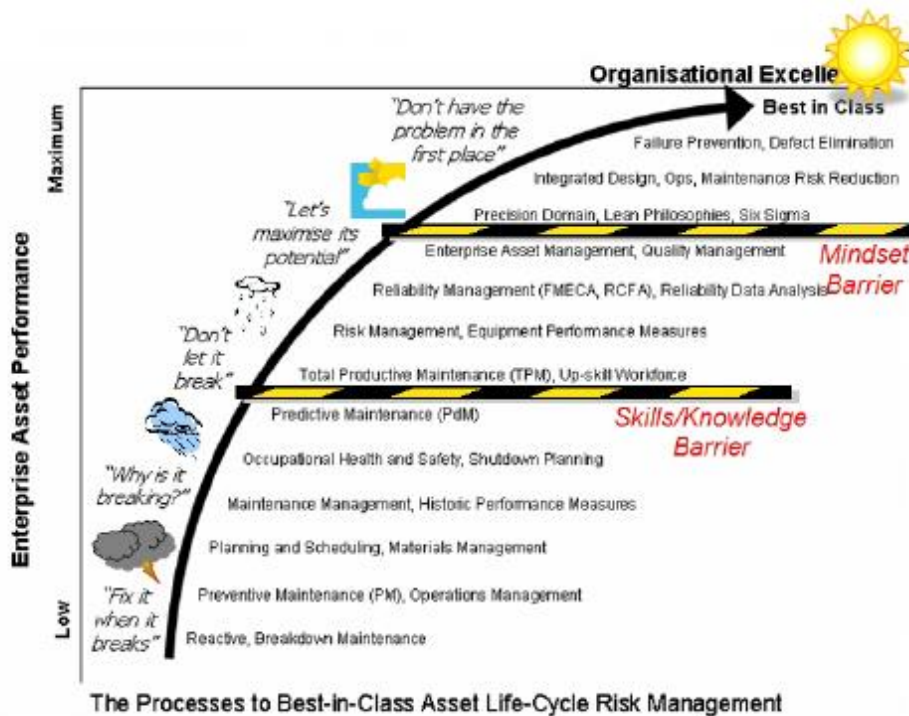 Organisational Excelle
Best in Class
"Don't have the
problem in the
first place"
Failure Prevention, Defect Elimination
Integrated Design, Ops, Maintenance Risk Reduction
Precision Domain, Lean Philosophies, Six Sigma
"Let's
maximise its
potential"
Enterprise Asset Management, Quality Management
Mindset
Barrier
Reliability Management (FMECA, RCFA), Reliability Data Analysis
Risk Management, Equipment Performance Measures
"Don't
let it
break"
Total Productive Maintenance (TPM), Up-skill Workforce
Predictive Maintenance (PdM)
Skills/Knowledge
Barrier
Occupational Health and Safety, Shutdown Planning
"Why is it
breaking?"
Maintenance Management, Historic Performance Measures
Planning and Scheduling, Materials Management
"Fix it
when it
breaks"
Preventive Maintenance (PM), Operations Management
Reactive, Breakdown Maintenance
Maximum
Enterprise Asset Performance
Low
The Processes to Best-in-Class Asset Life-Cycle Risk Management